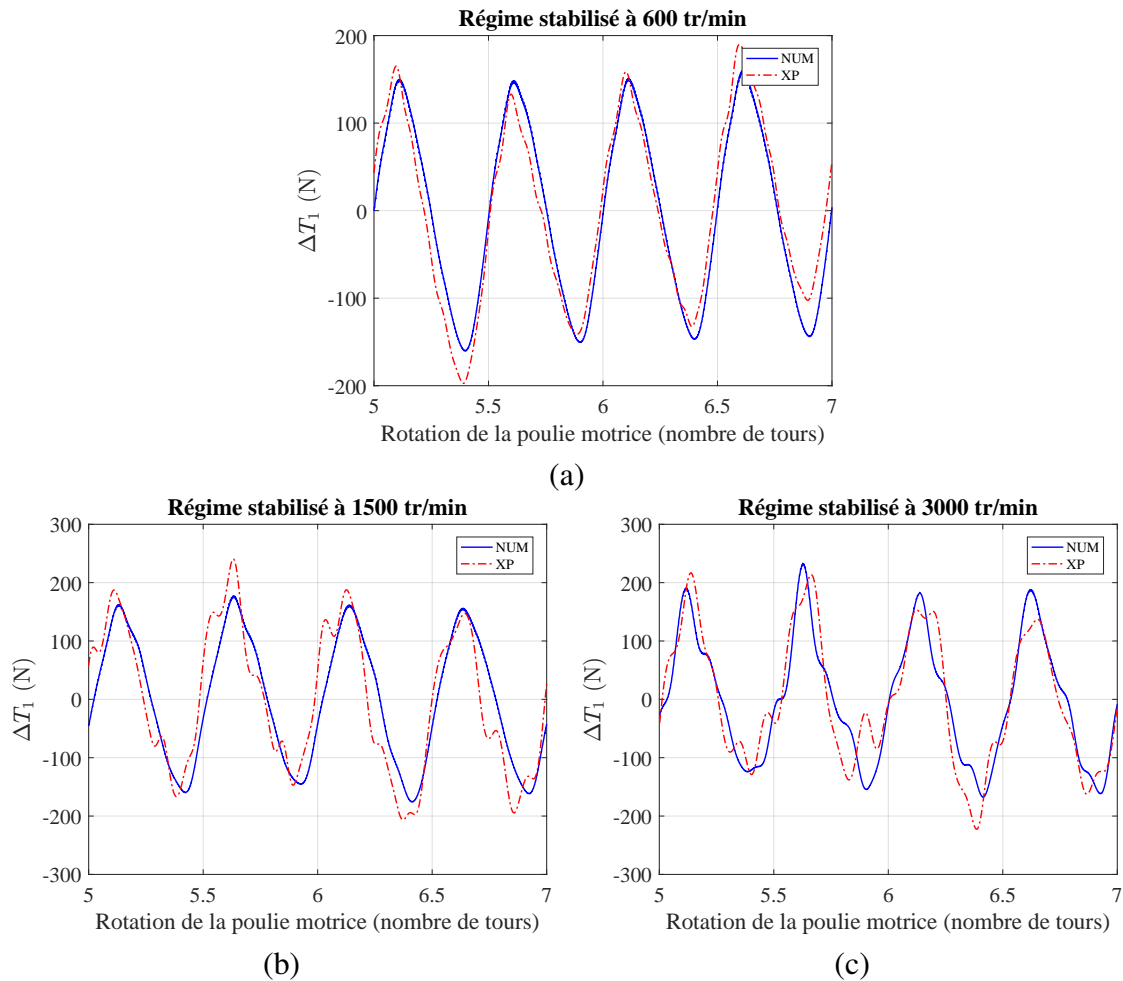 Régime stabilisé à 600 tr/min
200
100
0
-100
-200
ΔT₁ (N)
NUM
XP
5
5.5
6
6.5
7
Rotation de la poulie motrice (nombre de tours)
(a)
Régime stabilisé à 1500 tr/min
300
200
100
0
-100
-200
-300
ΔT₁ (N)
NUM
XP
5
5.5
6
6.5
7
Rotation de la poulie motrice (nombre de tours)
(b)
Régime stabilisé à 3000 tr/min
300
200
100
0
-100
-200
-300
ΔT₁ (N)
NUM
XP
5
5.5
6
6.5
7
Rotation de la poulie motrice (nombre de tours)
(c)